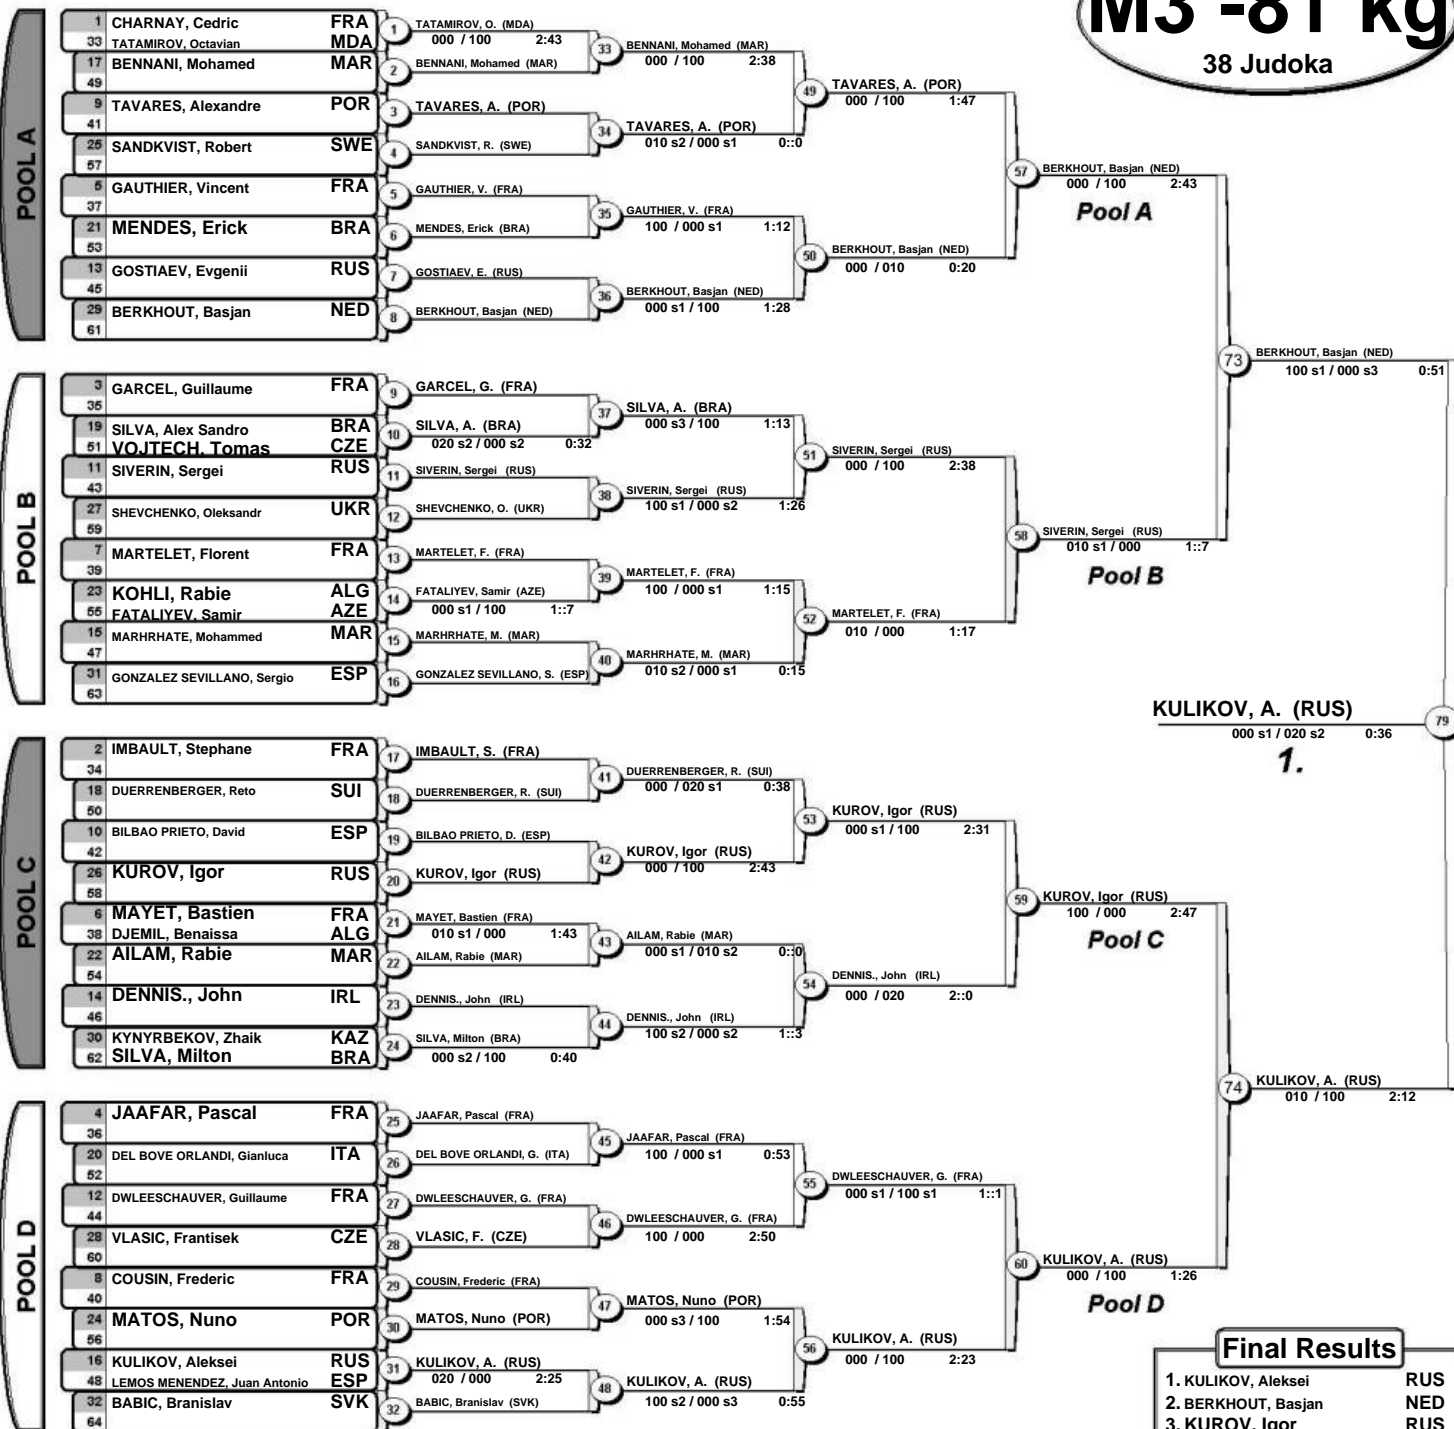 M3 -81 kg
38 Judoka
POOL A
1 CHARNAY, Cedric FRA
33 TATAMIROV, Octavian MDA
17 BENNANI, Mohamed MAR
49
9 TAVARES, Alexandre POR
41
25 SANDKVIST, Robert SWE
57
5 GAUTHIER, Vincent FRA
37
21 MENDES, Erick BRA
53
13 GOSTIAEV, Evgenii RUS
45
29 BERKHOUT, Basjan NED
61
1 TATAMIROV, O. (MDA)
000 / 100 2:43
2 BENNANI, Mohamed (MAR)
3 TAVARES, A. (POR)
4 SANDKVIST, R. (SWE)
5 GAUTHIER, V. (FRA)
6 MENDES, Erick (BRA)
7 GOSTIAEV, E. (RUS)
8 BERKHOUT, Basjan (NED)
33 BENNANI, Mohamed (MAR)
000 / 100 2:38
34 TAVARES, A. (POR)
010 s2 / 000 s1 0::0
35 GAUTHIER, V. (FRA)
100 / 000 s1 1:12
36 BERKHOUT, Basjan (NED)
000 s1 / 100 1:28
49 TAVARES, A. (POR)
000 / 100 1:47
50 BERKHOUT, Basjan (NED)
000 / 010 0:20
57 BERKHOUT, Basjan (NED)
000 / 100 2:43
Pool A
POOL B
3 GARCEL, Guillaume FRA
35
19 SILVA, Alex Sandro BRA
51 VOJTECH, Tomas CZE
11 SIVERIN, Sergei RUS
43
27 SHEVCHENKO, Oleksandr UKR
59
7 MARTELET, Florent FRA
39
23 KOHLI, Rabie ALG
55 FATALIYEV, Samir AZE
15 MARHRHATE, Mohammed MAR
47
31 GONZALEZ SEVILLANO, Sergio ESP
63
9 GARCEL, G. (FRA)
10 SILVA, A. (BRA)
020 s2 / 000 s2 0:32
11 SIVERIN, Sergei (RUS)
12 SHEVCHENKO, O. (UKR)
13 MARTELET, F. (FRA)
14 FATALIYEV, Samir (AZE)
000 s1 / 100 1::7
15 MARHRHATE, M. (MAR)
16 GONZALEZ SEVILLANO, S. (ESP)
37 SILVA, A. (BRA)
000 s3 / 100 1:13
38 SIVERIN, Sergei (RUS)
100 s1 / 000 s2 1:26
39 MARTELET, F. (FRA)
100 / 000 s1 1:15
40 MARHRHATE, M. (MAR)
010 s2 / 000 s1 0:15
51 SIVERIN, Sergei (RUS)
000 / 100 2:38
52 MARTELET, F. (FRA)
010 / 000 1:17
58 SIVERIN, Sergei (RUS)
010 s1 / 000 1::7
Pool B
73 BERKHOUT, Basjan (NED)
100 s1 / 000 s3 0:51
KULIKOV, A. (RUS) 79
000 s1 / 020 s2 0:36
1.
POOL C
2 IMBAULT, Stephane FRA
34
18 DUERRENBERGER, Reto SUI
50
10 BILBAO PRIETO, David ESP
42
26 KUROV, Igor RUS
58
6 MAYET, Bastien FRA
38 DJEMIL, Benaissa ALG
22 AILAM, Rabie MAR
54
14 DENNIS., John IRL
46
30 KYNYRBEKOV, Zhaik KAZ
62 SILVA, Milton BRA
17 IMBAULT, S. (FRA)
18 DUERRENBERGER, R. (SUI)
19 BILBAO PRIETO, D. (ESP)
20 KUROV, Igor (RUS)
21 MAYET, Bastien (FRA)
010 s1 / 000 1:43
22 AILAM, Rabie (MAR)
23 DENNIS., John (IRL)
24 SILVA, Milton (BRA)
000 s2 / 100 0:40
41 DUERRENBERGER, R. (SUI)
000 / 020 s1 0:38
42 KUROV, Igor (RUS)
000 / 100 2:43
43 AILAM, Rabie (MAR)
000 s1 / 010 s2 0::0
44 DENNIS., John (IRL)
100 s2 / 000 s2 1::3
53 KUROV, Igor (RUS)
000 s1 / 100 2:31
54 DENNIS., John (IRL)
000 / 020 2::0
59 KUROV, Igor (RUS)
100 / 000 2:47
Pool C
POOL D
4 JAAFAR, Pascal FRA
36
20 DEL BOVE ORLANDI, Gianluca ITA
52
12 DWLEESCHAUVER, Guillaume FRA
44
28 VLASIC, Frantisek CZE
60
8 COUSIN, Frederic FRA
40
24 MATOS, Nuno POR
56
16 KULIKOV, Aleksei RUS
48 LEMOS MENENDEZ, Juan Antonio ESP
32 BABIC, Branislav SVK
64
25 JAAFAR, Pascal (FRA)
26 DEL BOVE ORLANDI, G. (ITA)
27 DWLEESCHAUVER, G. (FRA)
28 VLASIC, F. (CZE)
29 COUSIN, Frederic (FRA)
30 MATOS, Nuno (POR)
31 KULIKOV, A. (RUS)
020 / 000 2:25
32 BABIC, Branislav (SVK)
45 JAAFAR, Pascal (FRA)
100 / 000 s1 0:53
46 DWLEESCHAUVER, G. (FRA)
100 / 000 2:50
47 MATOS, Nuno (POR)
000 s3 / 100 1:54
48 KULIKOV, A. (RUS)
100 s2 / 000 s3 0:55
55 DWLEESCHAUVER, G. (FRA)
000 s1 / 100 s1 1::1
56 KULIKOV, A. (RUS)
000 / 100 2:23
60 KULIKOV, A. (RUS)
000 / 100 1:26
Pool D
74 KULIKOV, A. (RUS)
010 / 100 2:12
Final Results
1. KULIKOV, Aleksei RUS
2. BERKHOUT, Basjan NED
3. KUROV, Igor RUS